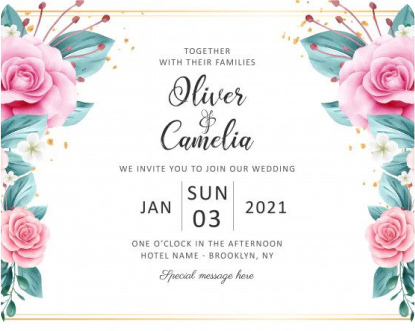 TOGETHER
WITH THEIR FAMILIES
Oliver
&
Camelia
WE INVITE YOU TO JOIN OUR WEDDING
SUN
JAN 03 2021
ONE O'CLOCK IN THE AFTERNOON
HOTEL NAME - BROOKLYN, NY
Special message here